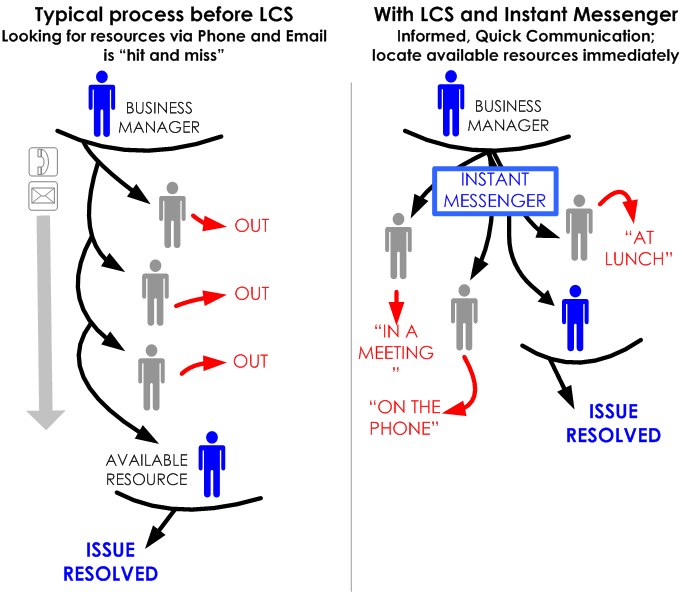 Typical process before LCS
Looking for resources via Phone and Email
is “hit and miss”
BUSINESS
MANAGER
OUT
OUT
OUT
AVAILABLE
RESOURCE
ISSUE
RESOLVED
With LCS and Instant Messenger
Informed, Quick Communication;
locate available resources immediately
BUSINESS
MANAGER
INSTANT
MESSENGER
“AT
LUNCH”
“IN A
MEETING
”
“ON THE
PHONE”
ISSUE
RESOLVED